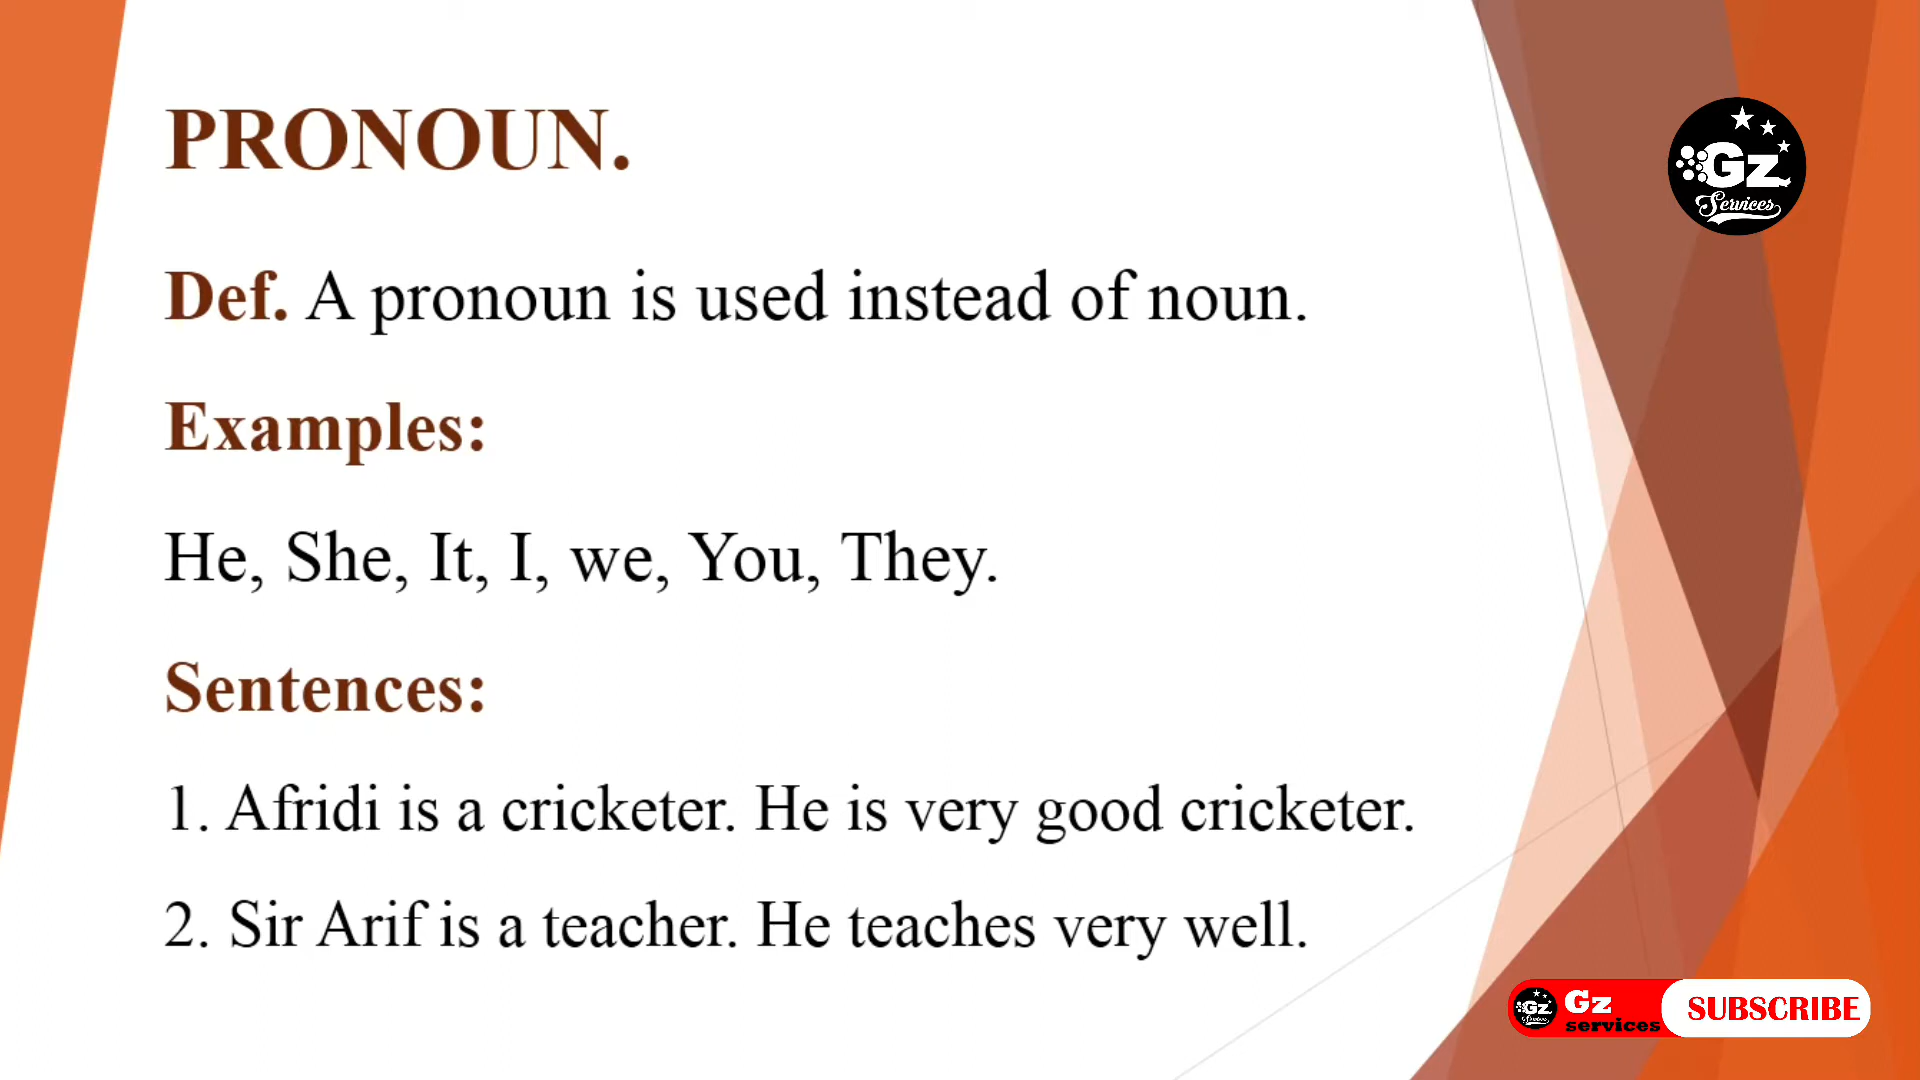 PRONOUN.
Gz
Services
Def. A pronoun is used instead of noun.
Examples:
He, She, It, I, we, You, They.
Sentences:
1. Afridi is a cricketer. He is very good cricketer.
2. Sir Arif is a teacher. He teaches very well.
Gz
Gz
services
SUBSCRIBE